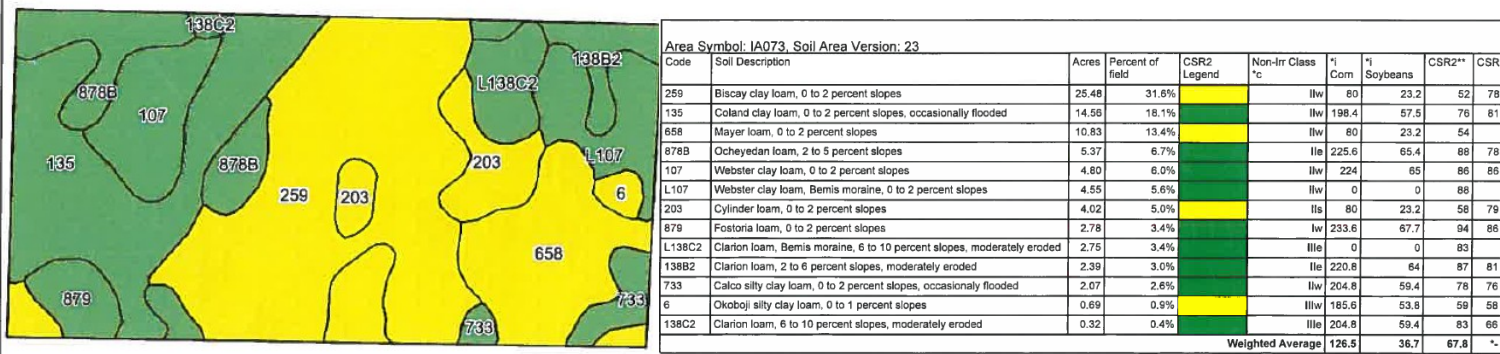 138C2
138B2
L138C2
878B
107
135
878B
203
L107
6
259
203
658
879
733
733
Area Symbol: IA073, Soil Area Version: 23
Code Soil Description Acres Percent of field CSR2 Legend Non-Irr Class *c *i Corn *i Soybeans CSR2** CSR
259 Biscay clay loam, 0 to 2 percent slopes 25.48 31.6% IIw 80 23.2 52 78
135 Coland clay loam, 0 to 2 percent slopes, occasionally flooded 14.56 18.1% IIw 198.4 57.5 76 81
658 Mayer loam, 0 to 2 percent slopes 10.83 13.4% IIw 80 23.2 54
878B Ocheyedan loam, 2 to 5 percent slopes 5.37 6.7% IIe 225.6 65.4 88 78
107 Webster clay loam, 0 to 2 percent slopes 4.80 6.0% IIw 224 65 86 86
L107 Webster clay loam, Bemis moraine, 0 to 2 percent slopes 4.55 5.6% IIw 0 0 88
203 Cylinder loam, 0 to 2 percent slopes 4.02 5.0% IIs 80 23.2 58 79
879 Fostoria loam, 0 to 2 percent slopes 2.78 3.4% Iw 233.6 67.7 94 86
L138C2 Clarion loam, Bemis moraine, 6 to 10 percent slopes, moderately eroded 2.75 3.4% IIIe 0 0 83
138B2 Clarion loam, 2 to 6 percent slopes, moderately eroded 2.39 3.0% IIe 220.8 64 87 81
733 Calco silty clay loam, 0 to 2 percent slopes, occasionaly flooded 2.07 2.6% IIw 204.8 59.4 78 76
6 Okoboji silty clay loam, 0 to 1 percent slopes 0.69 0.9% IIIw 185.6 53.8 59 58
138C2 Clarion loam, 6 to 10 percent slopes, moderately eroded 0.32 0.4% IIIe 204.8 59.4 83 66
Weighted Average 126.5 36.7 67.8 *-